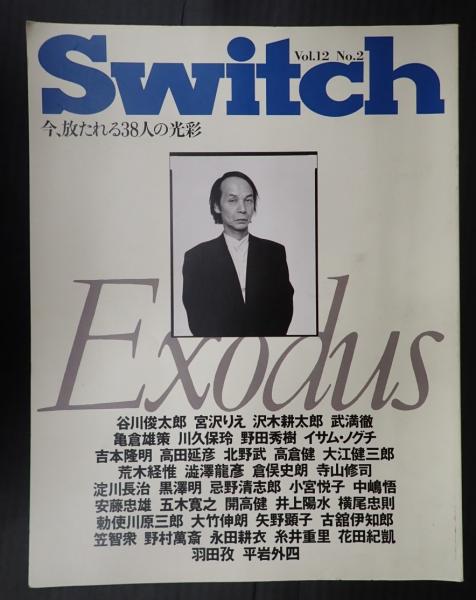 Switch
Vol.12 No.2
今、放たれる38人の光彩
Exodus
谷川俊太郎 宮沢りえ 沢木耕太郎 武満徹
亀倉雄策 川久保玲 野田秀樹 イサム・ノグチ
吉本隆明 高田延彦 北野武 高倉健 大江健三郎
荒木経惟 澁澤龍彦 倉俣史朗 寺山修司
淀川長治 黒澤明 忌野清志郎 小宮悦子 中嶋悟
安藤忠雄 五木寛之 開高健 井上陽水 横尾忠則
勅使川原三郎 大竹伸朗 矢野顕子 古舘伊知郎
笠智衆 野村萬斎 永田耕衣 糸井重里 花田紀凱
羽田孜 平岩外四